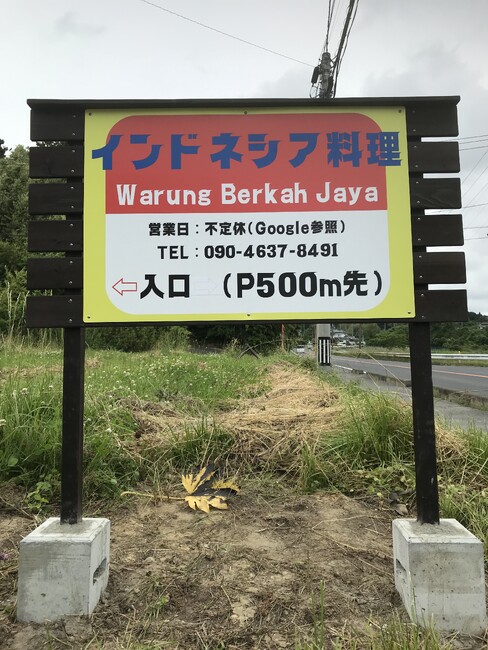 インドネシア料理
Warung Berkah Jaya
営業日：不定休(Google参照)
TEL：090-4637-8491
⇦入口 (P500m先)